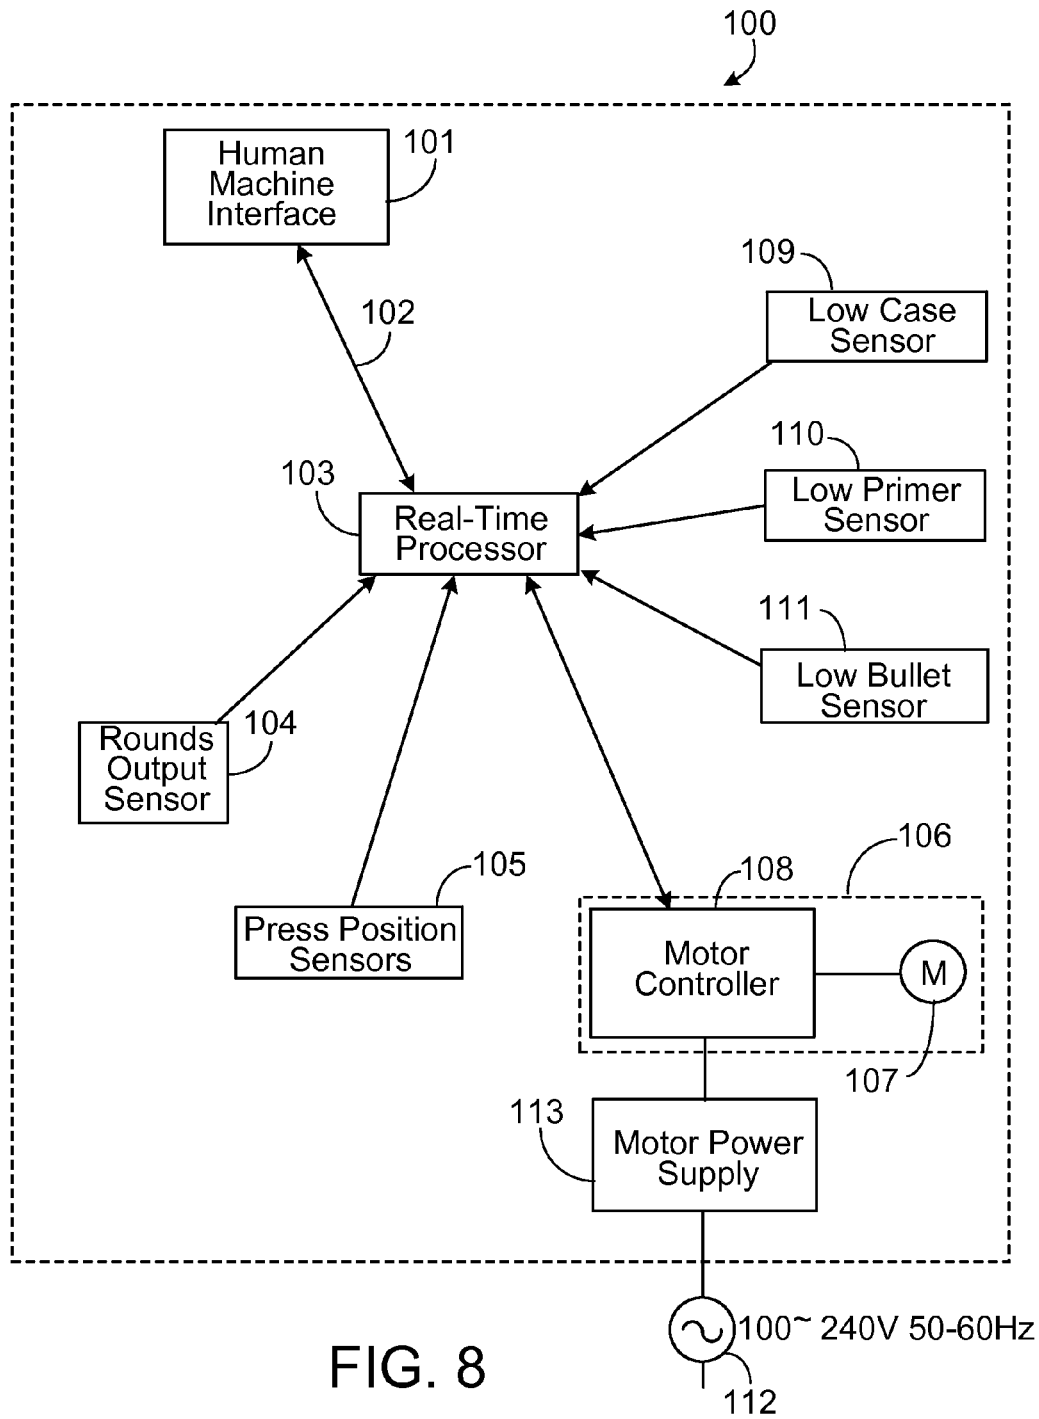 100
Human
Machine
Interface
101
102
109
Low Case
Sensor
110
Low Primer
Sensor
103
Real-Time
Processor
111
Low Bullet
Sensor
104
Rounds
Output
Sensor
105
Press Position
Sensors
106
108
Motor
Controller
M
107
113
Motor Power
Supply
100~ 240V 50-60Hz
112
FIG. 8